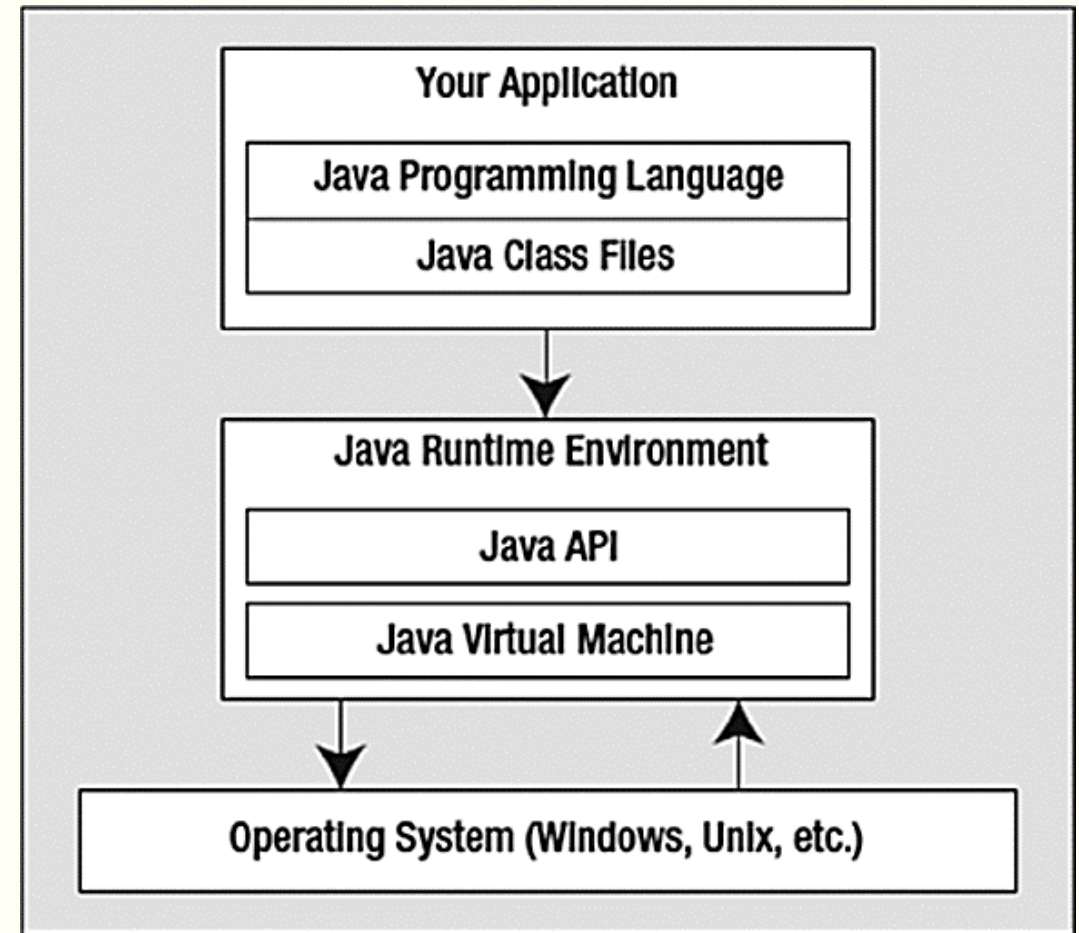 Your Application
Java Programming Language
Java Class Files
Java Runtime Environment
Java API
Java Virtual Machine
Operating System (Windows, Unix, etc.)